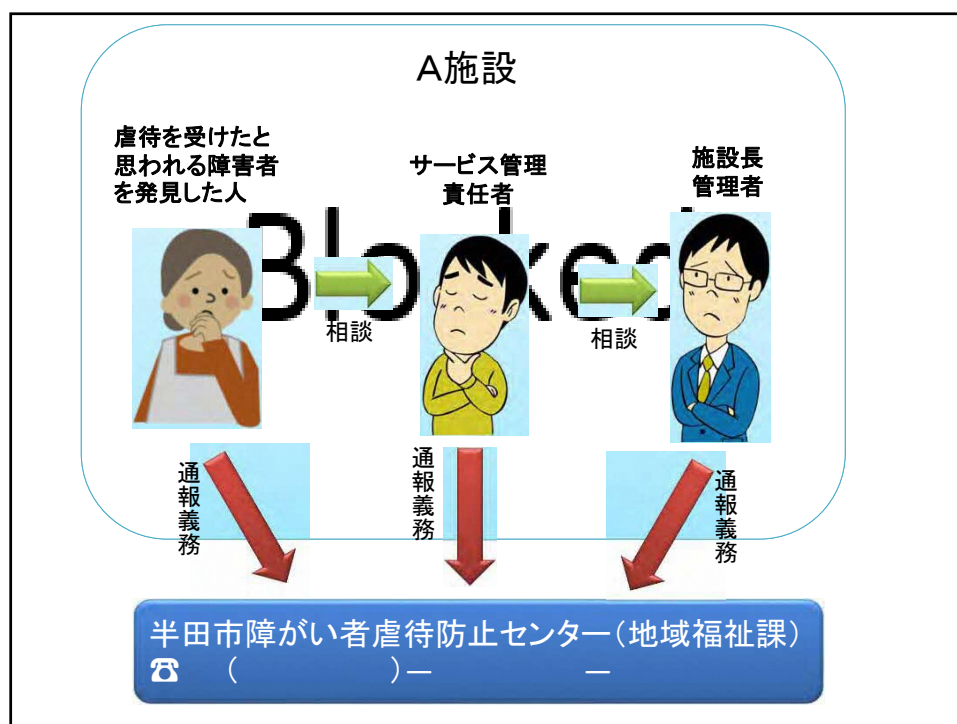 A施設
虐待を受けたと
思われる障害者
を発見した人
サービス管理
責任者
施設長
管理者
Blocked
相談
相談
通報義務
通報義務
通報義務
半田市障がい者虐待防止センター(地域福祉課)
☎ (　　　　)― ―